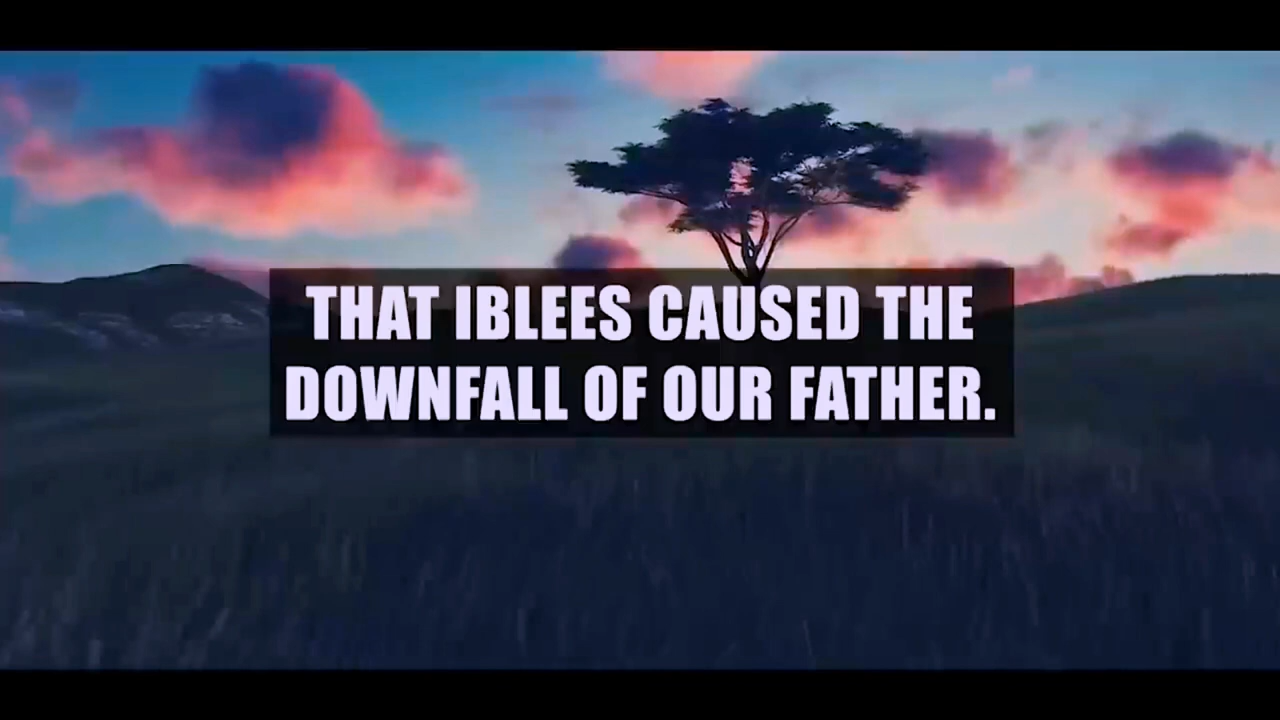 THAT IBLEES CAUSED THE
DOWNFALL OF OUR FATHER.